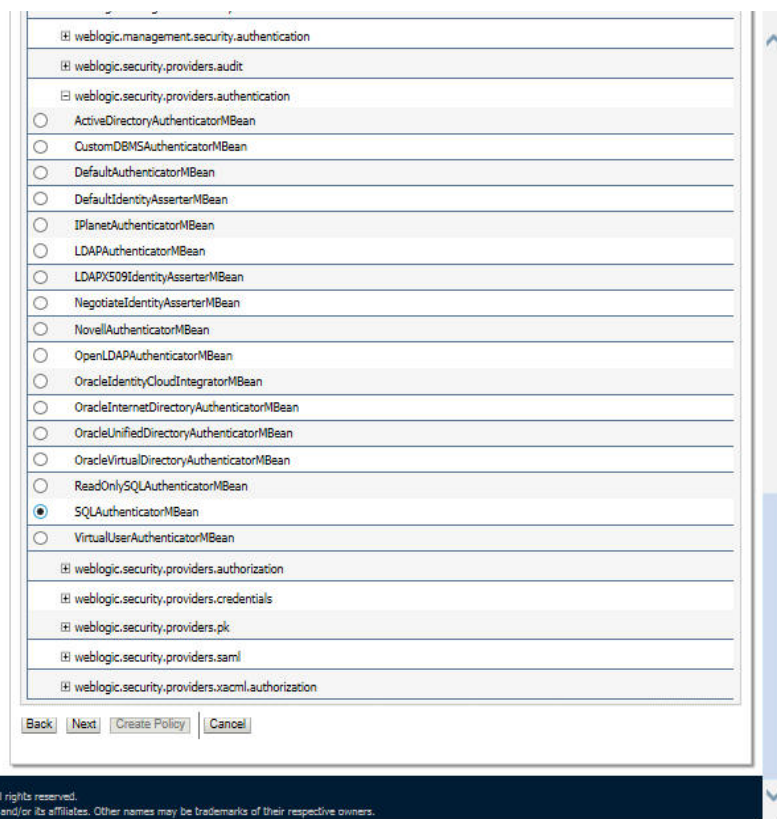 weblogic.management.security.authentication
weblogic.security.providers.audit
weblogic.security.providers.authentication
ActiveDirectoryAuthenticatorMBean
CustomDBMSAuthenticatorMBean
DefaultAuthenticatorMBean
DefaultIdentityAsserterMBean
IPlanetAuthenticatorMBean
LDAPAuthenticatorMBean
LDAPX509IdentityAsserterMBean
NegotiateIdentityAsserterMBean
NovellAuthenticatorMBean
OpenLDAPAuthenticatorMBean
OracleIdentityCloudIntegratorMBean
OracleInternetDirectoryAuthenticatorMBean
OracleUnifiedDirectoryAuthenticatorMBean
OracleVirtualDirectoryAuthenticatorMBean
ReadOnlySQLAuthenticatorMBean
SQLAuthenticatorMBean
VirtualUserAuthenticatorMBean
weblogic.security.providers.authorization
weblogic.security.providers.credentials
weblogic.security.providers.pk
weblogic.security.providers.saml
weblogic.security.providers.xacml.authorization
Back Next Create Policy Cancel
rights reserved.
and/or its affiliates. Other names may be trademarks of their respective owners.